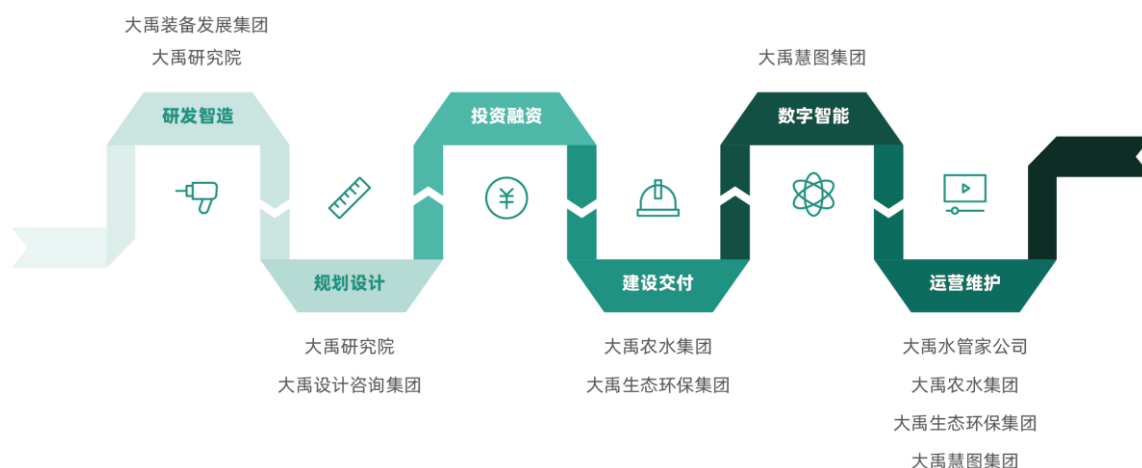 大禹装备发展集团
大禹研究院
研发智造
规划设计
大禹研究院
大禹设计咨询集团
投资融资
¥
建设交付
大禹农水集团
大禹生态环保集团
大禹慧图集团
数字智能
运营维护
大禹水管家公司
大禹农水集团
大禹生态环保集团
大禹慧图集团